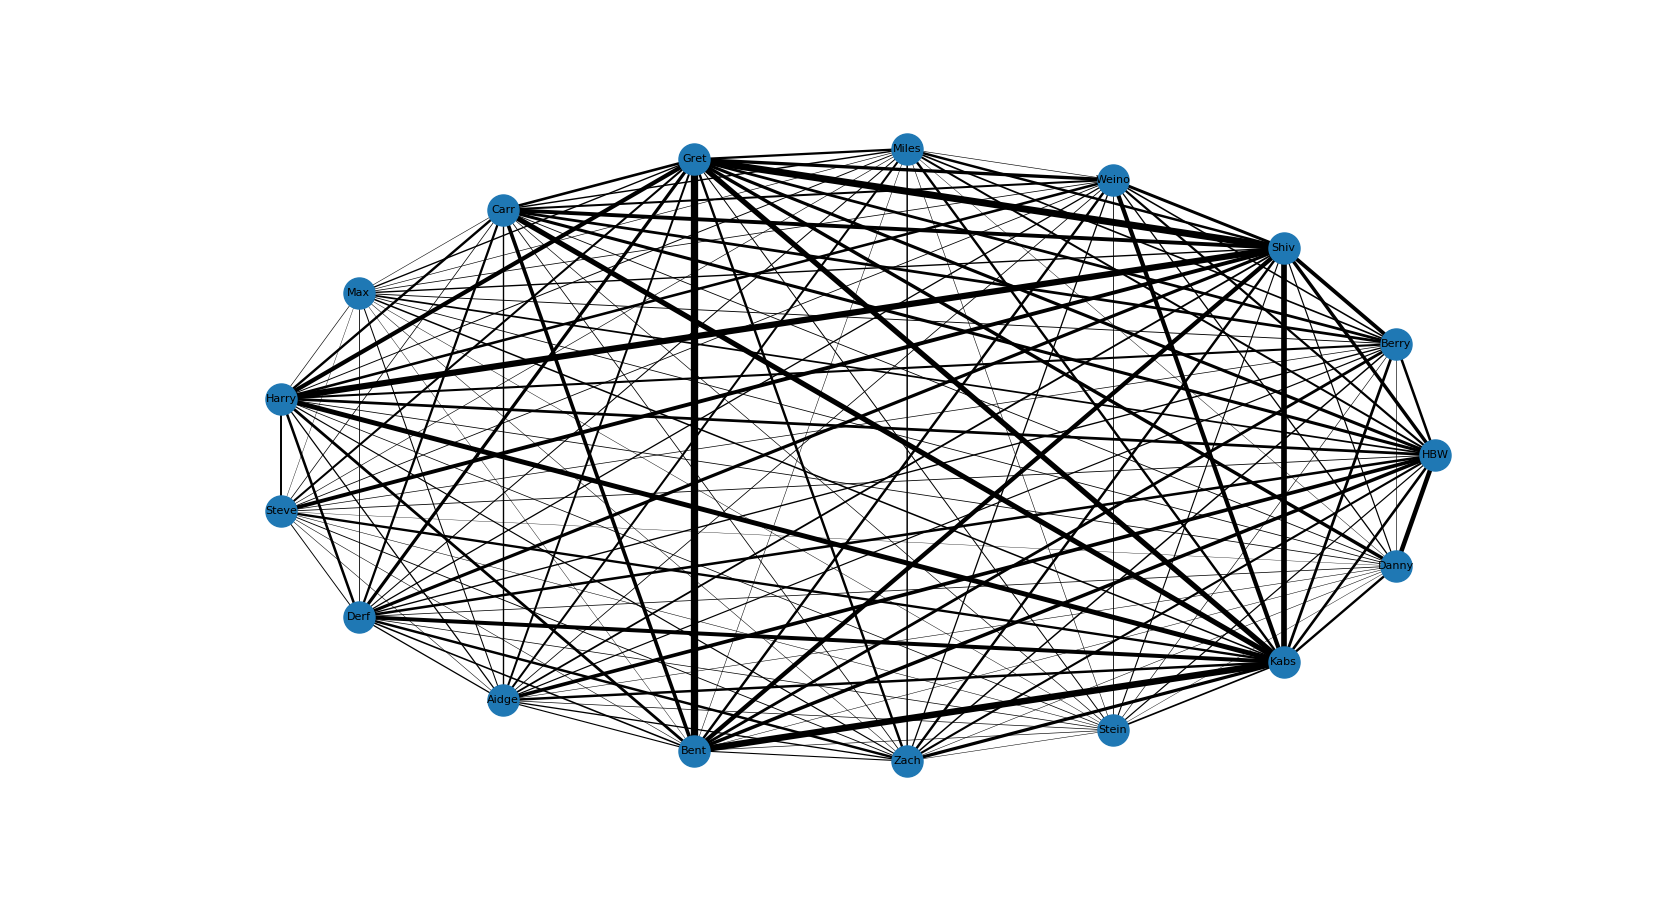 Miles
Gret
Weino
Carr
Shiv
Max
Berry
Harry
HBW
Steve
Danny
Derf
Kabs
Aidge
Stein
Bent
Zach